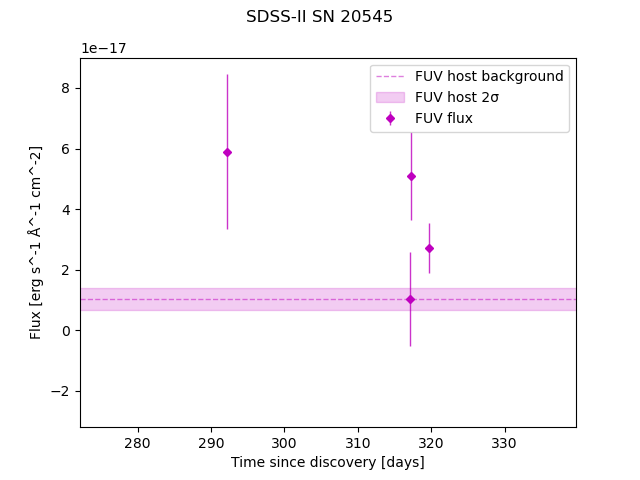 SDSS-II SN 20545
1e−17
FUV host background
FUV host 2σ
FUV flux
8
6
4
2
0
−2
Flux [erg s^-1 Å^-1 cm^-2]
280 290 300 310 320 330
Time since discovery [days]